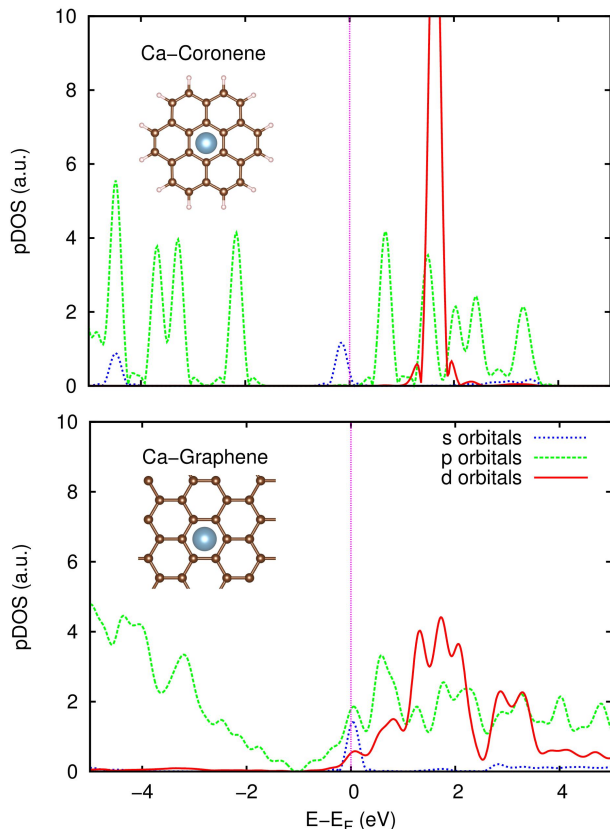 Ca−Coronene
pDOS (a.u.)
10
8
6
4
2
0
Ca−Graphene
s orbitals
p orbitals
d orbitals
pDOS (a.u.)
10
8
6
4
2
0
−4 −2 0 2 4
E−E_F (eV)